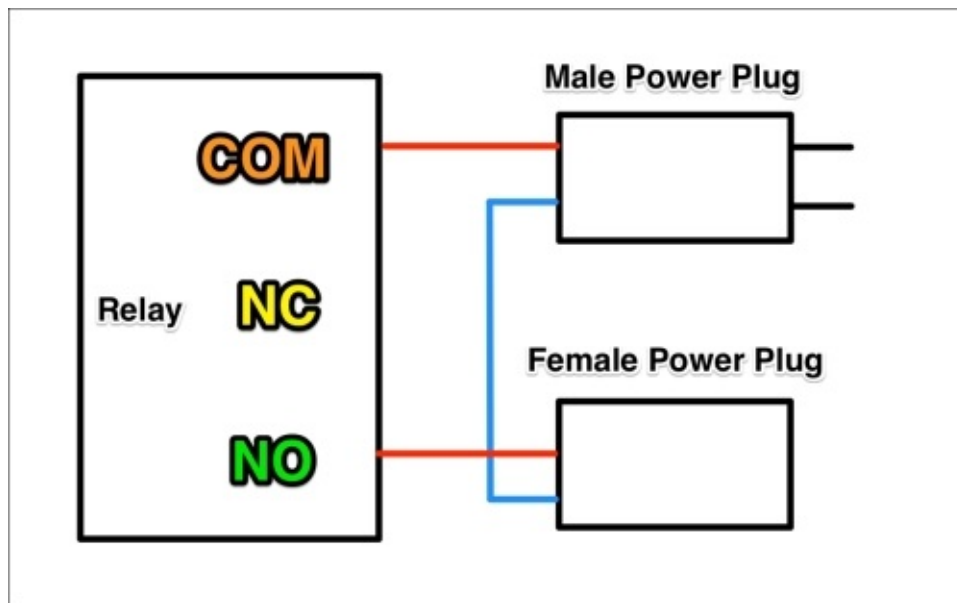 Male Power Plug
COM
Relay
NC
Female Power Plug
NO